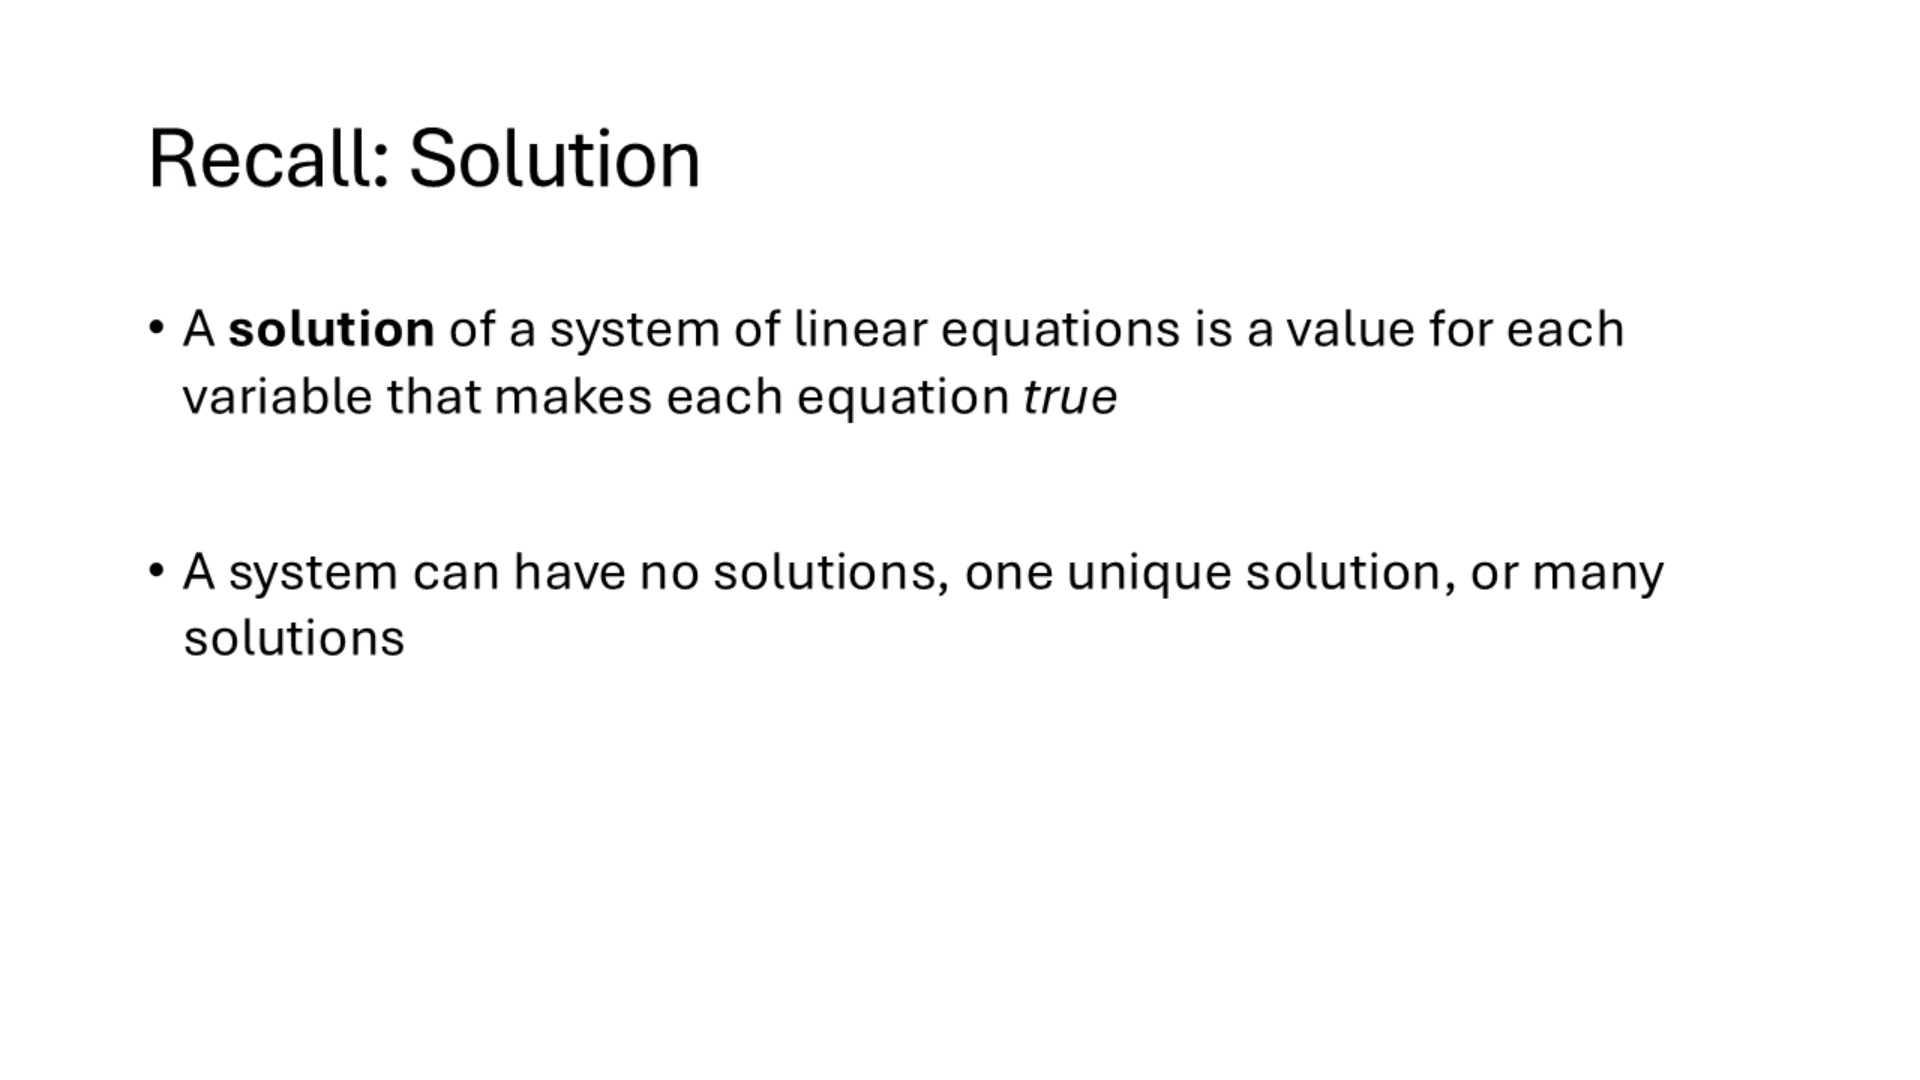 Recall: Solution
• A solution of a system of linear equations is a value for each
variable that makes each equation true
• A system can have no solutions, one unique solution, or many
solutions